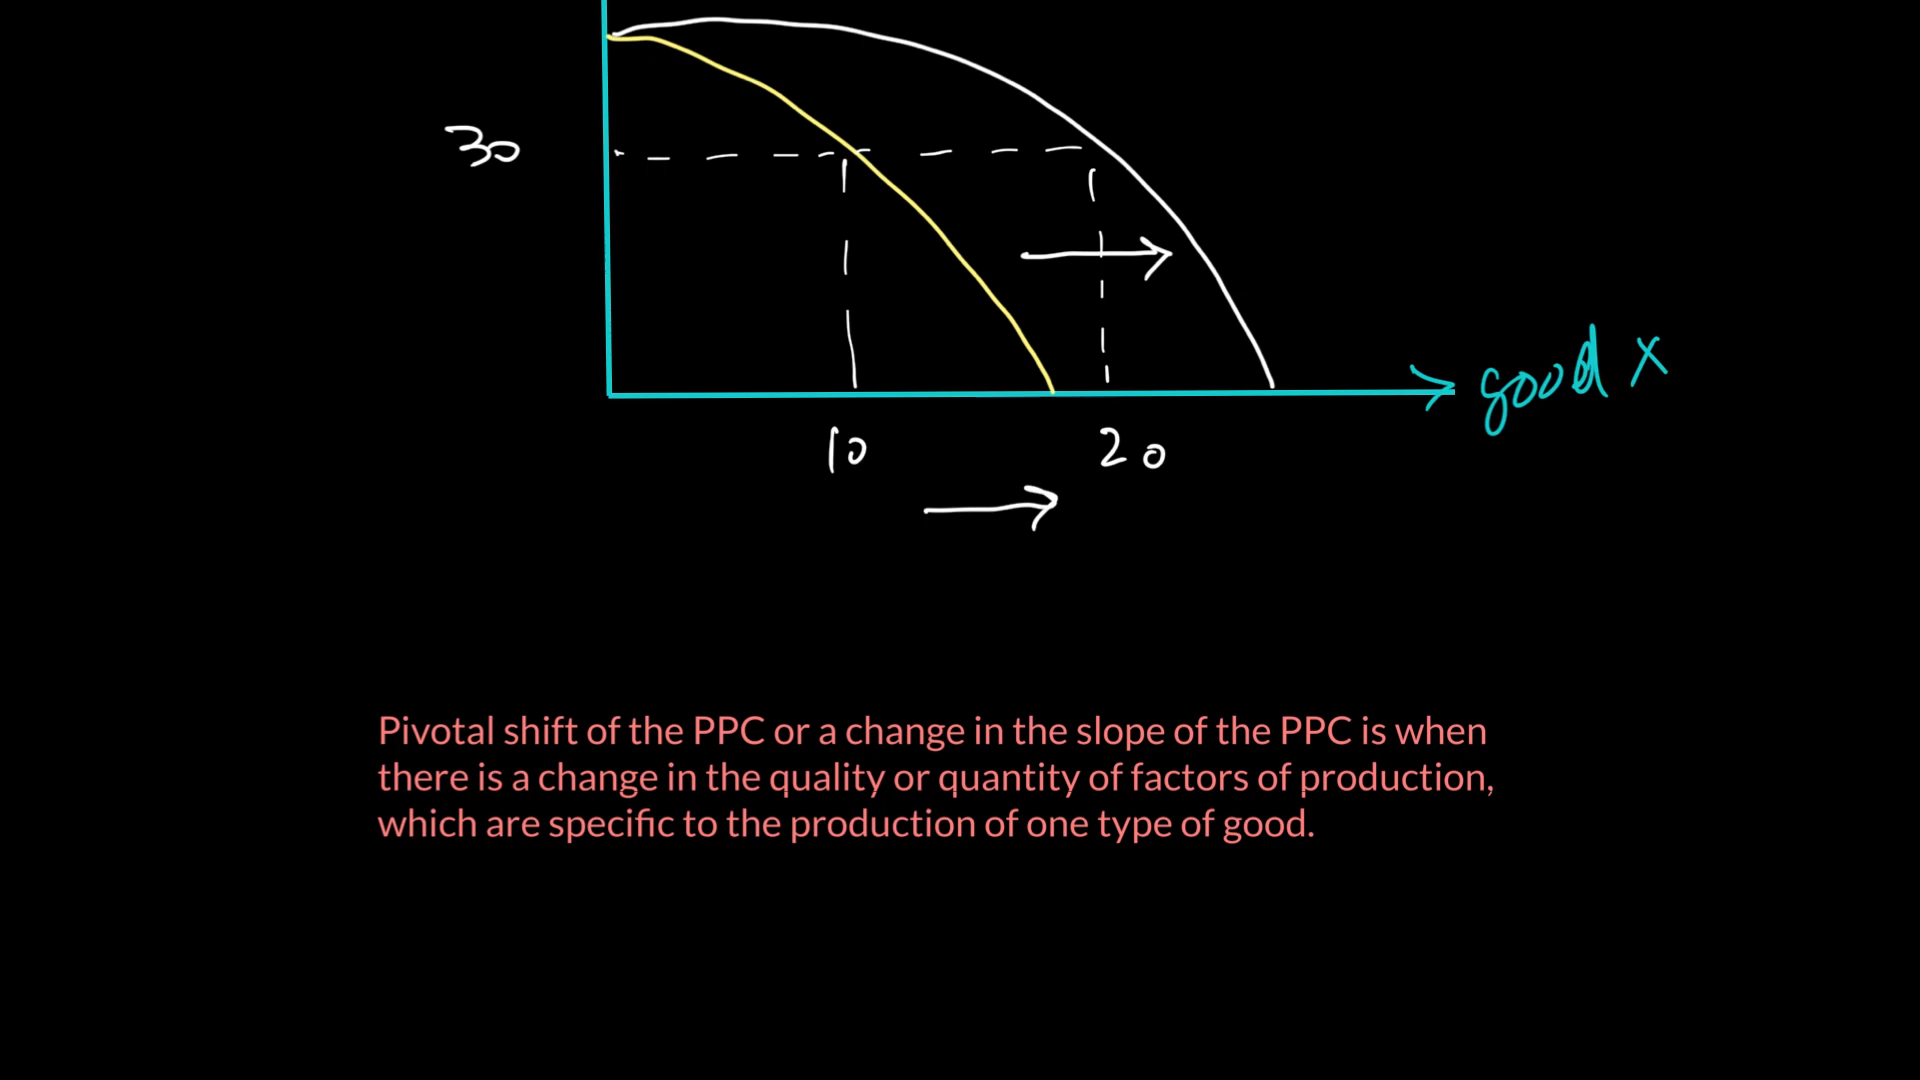 30
good x
10 20
Pivotal shift of the PPC or a change in the slope of the PPC is when
there is a change in the quality or quantity of factors of production,
which are specific to the production of one type of good.